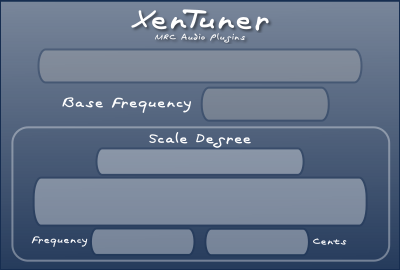 XenTuner
MRC Audio Plugins
Base Frequency
Scale Degree
Frequency
Cents